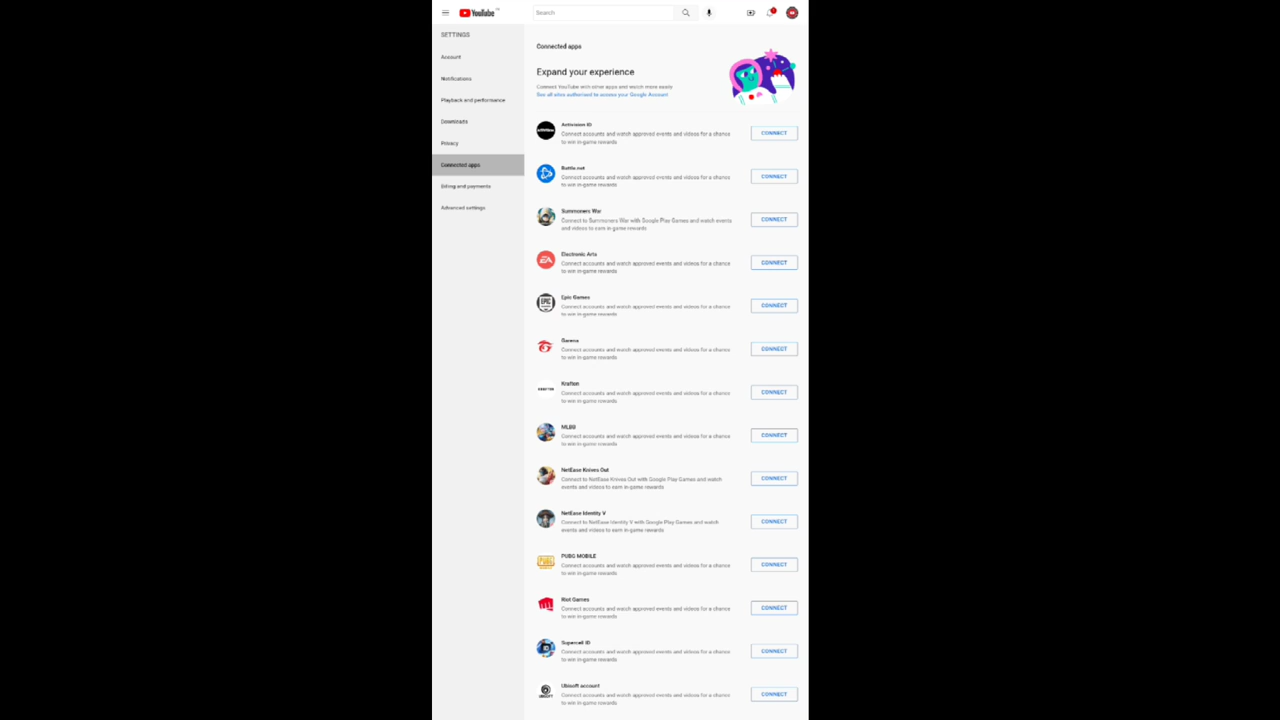 YouTube
Search
SETTINGS
Account
Notifications
Playback and performance
Downloads
Privacy
Connected apps
Billing and payments
Advanced settings
Connected apps
Expand your experience
Connect YouTube with other apps and watch more easily
See all sites authorised to access your Google Account
Activision ID
Connect accounts and watch approved events and videos for a chance
to win in-game rewards
CONNECT
Battle.net
Connect accounts and watch approved events and videos for a chance
to win in-game rewards
CONNECT
Summoners War
Connect to Summoners War with Google Play Games and watch events
and videos to earn in-game rewards
CONNECT
EA
Electronic Arts
Connect accounts and watch approved events and videos for a chance
to win in-game rewards
CONNECT
EPIC
Epic Games
Connect accounts and watch approved events and videos for a chance
to win in-game rewards
CONNECT
Garena
Connect accounts and watch approved events and videos for a chance
to win in-game rewards
CONNECT
KRAFTON
Krafton
Connect accounts and watch approved events and videos for a chance
to win in-game rewards
CONNECT
MLBB
Connect accounts and watch approved events and videos for a chance
to win in-game rewards
CONNECT
NetEase Knives Out
Connect to NetEase Knives Out with Google Play Games and watch
events and videos to earn in-game rewards
CONNECT
NetEase Identity V
Connect to NetEase Identity V with Google Play Games and watch
events and videos to earn in-game rewards
CONNECT
PUBG MOBILE
Connect accounts and watch approved events and videos for a chance
to win in-game rewards
CONNECT
Riot Games
Connect accounts and watch approved events and videos for a chance
to win in-game rewards
CONNECT
Supercell ID
Connect accounts and watch approved events and videos for a chance
to win in-game rewards
CONNECT
UBISOFT
Ubisoft account
Connect accounts and watch approved events and videos for a chance
to win in-game rewards
CONNECT